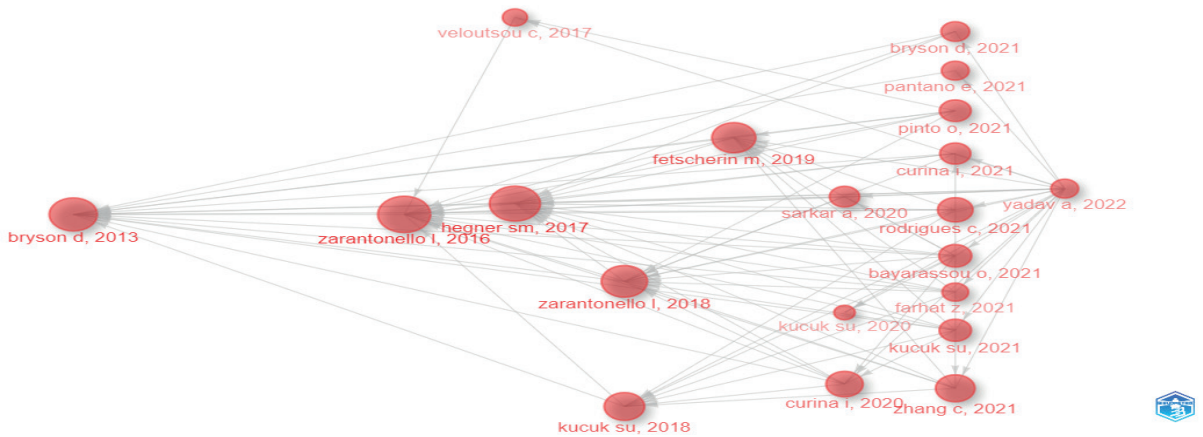 veloutsou c, 2017
bryson d, 2021
pantano e, 2021
pinto o, 2021
fetscherin m, 2019
curina i, 2021
yadav a, 2022
sarkar a, 2020
rodrigues c, 2021
hegner sm, 2017
bryson d, 2013
zarantonello l, 2016
bayarassou o, 2021
zarantonello l, 2018
farhat z, 2021
kucuk su, 2020
kucuk su, 2021
curina i, 2020
zhang c, 2021
kucuk su, 2018